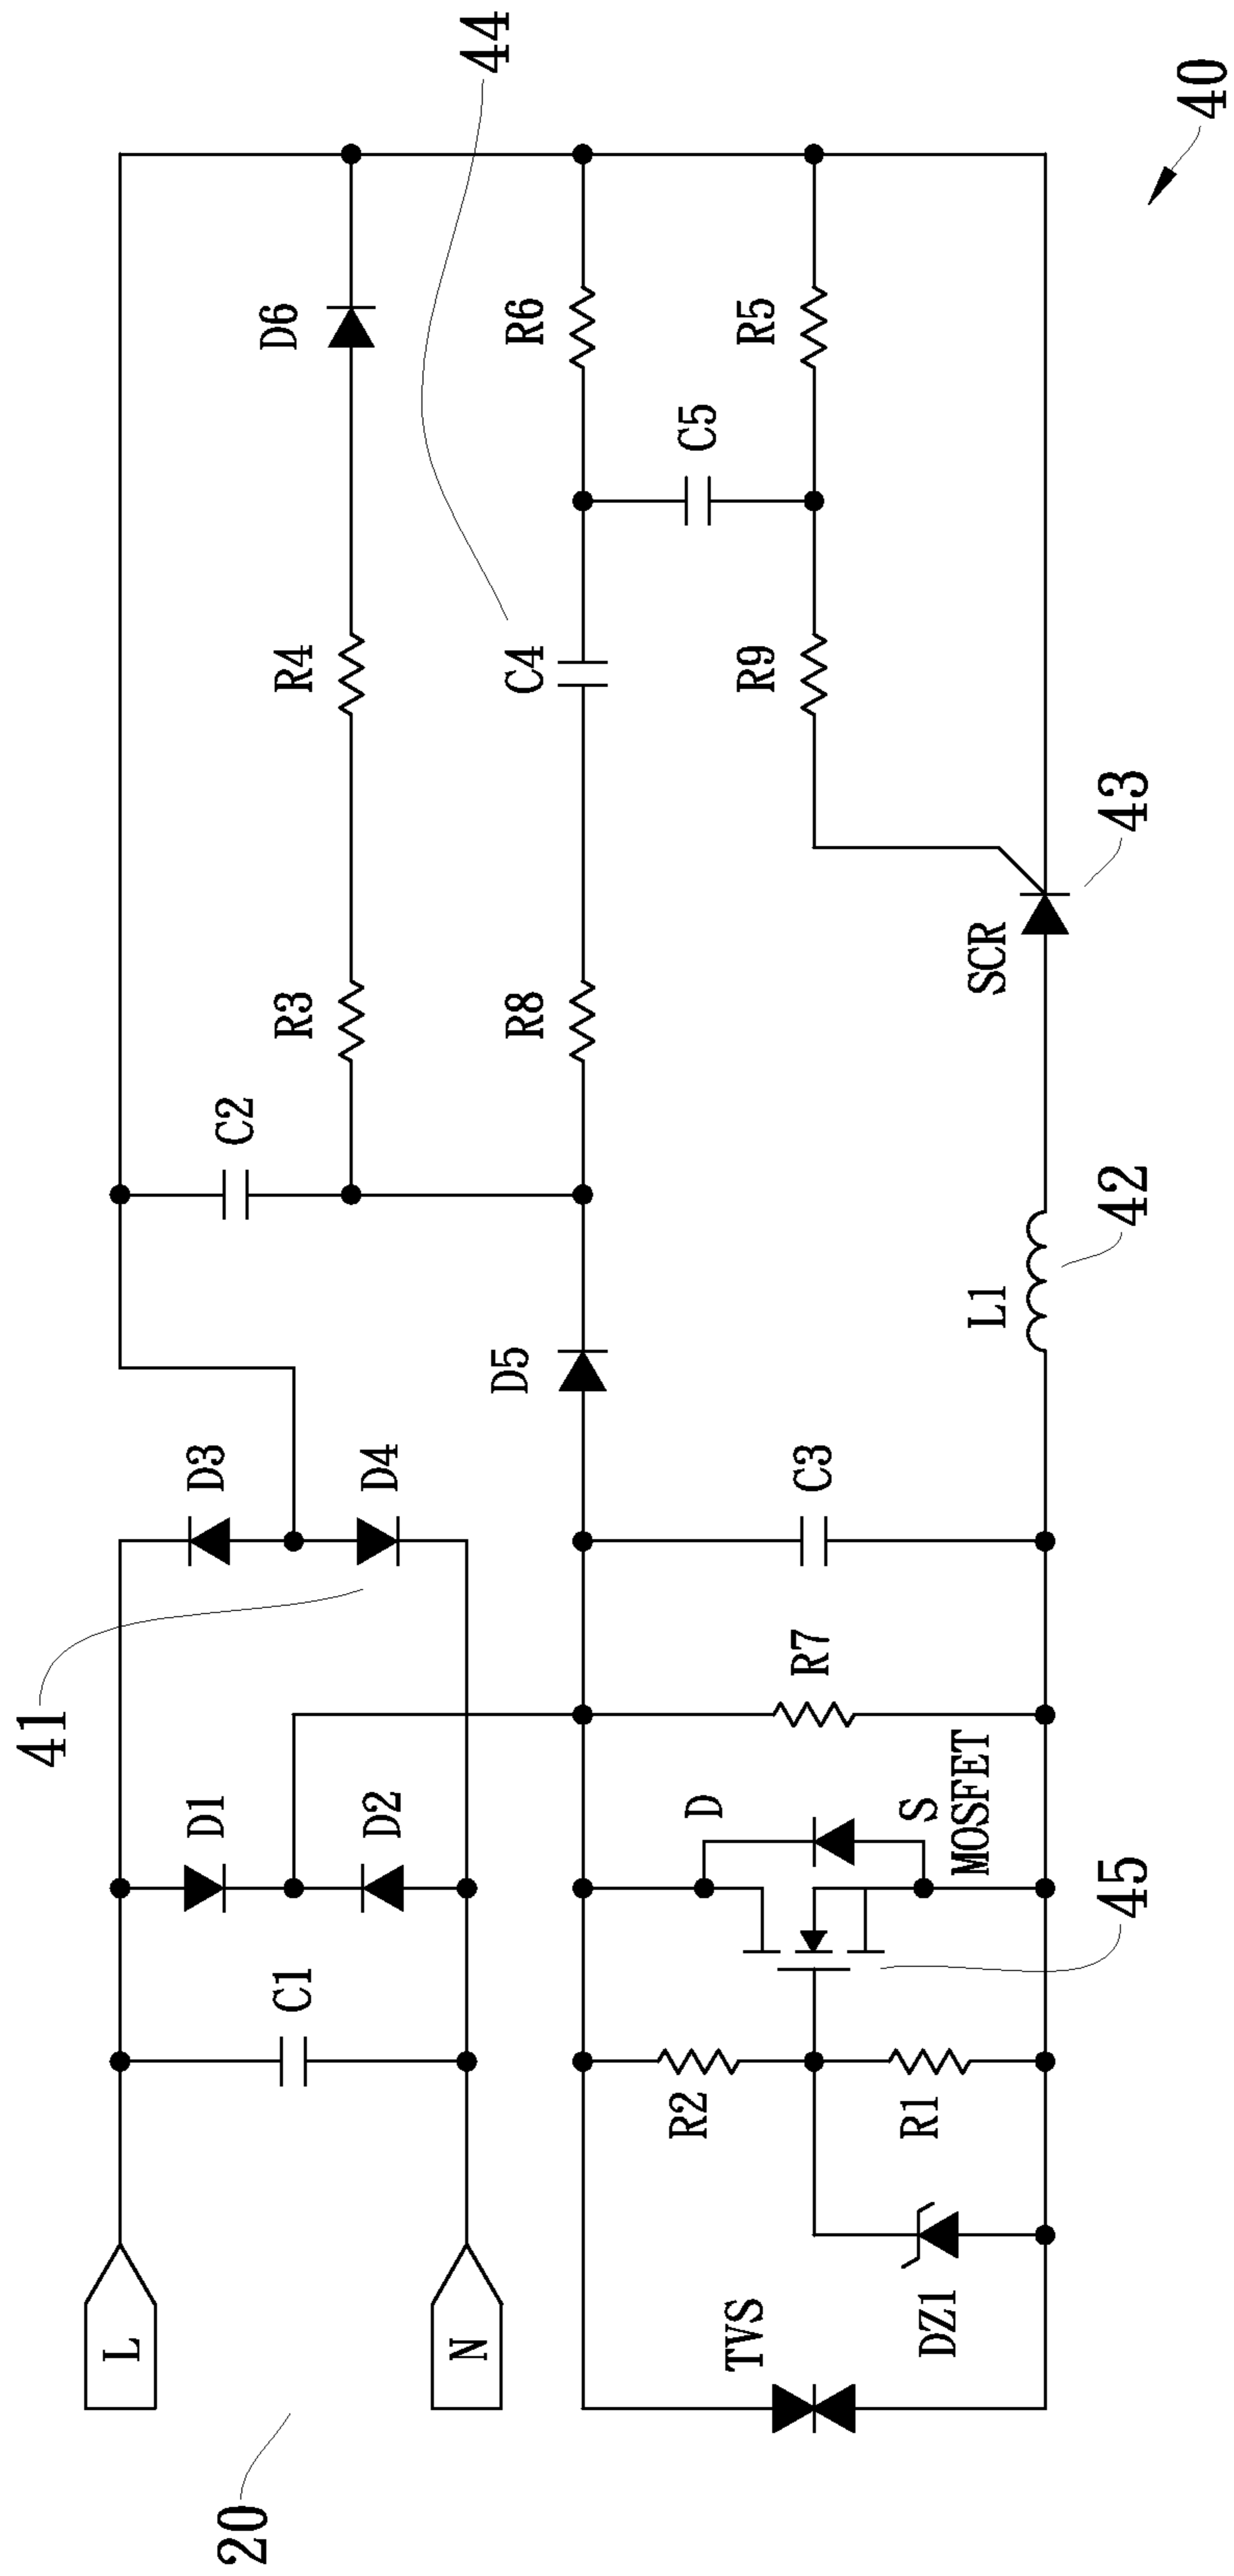 41
L
D1
D3
20
C2
C1
R3
R4
D6
D2
D4
N
44
D5
R8
C4
R6
R2
D
C5
TVS
R9
R5
R7
C3
R1
S
DZ1
MOSFET
L1
SCR
45
42
43
40